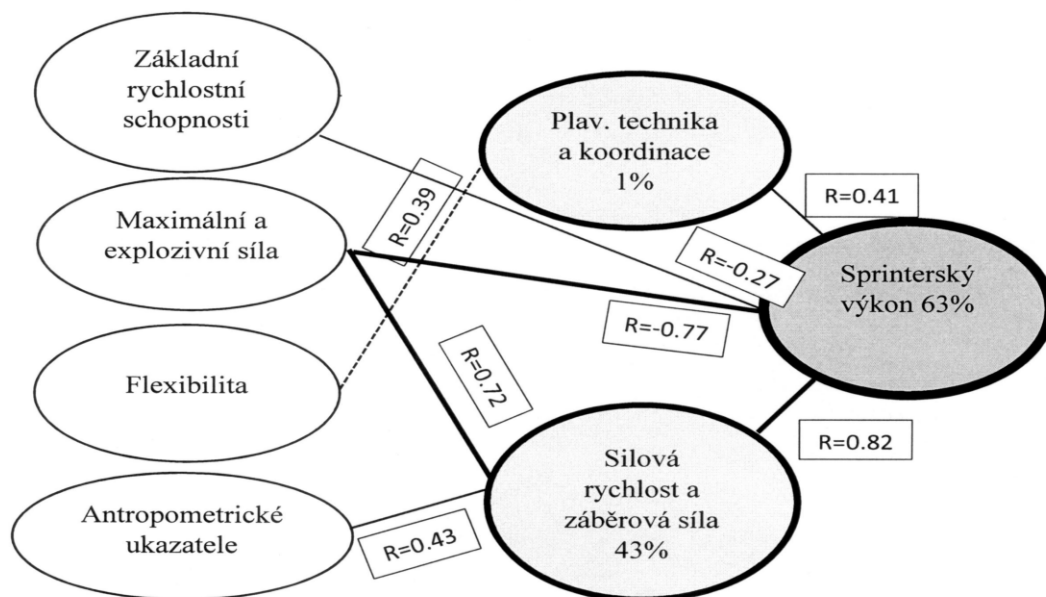 Základní
rychlostní
schopnosti
Plav. technika
a koordinace
1%
R=0.39
R=0.41
Maximální a
explozivní síla
R=-0.27
Sprinterský
výkon 63%
R=-0.77
Flexibilita
R=0.72
R=0.82
Silová
rychlost a
záběrová síla
43%
Antropometrické
ukazatele
R=0.43